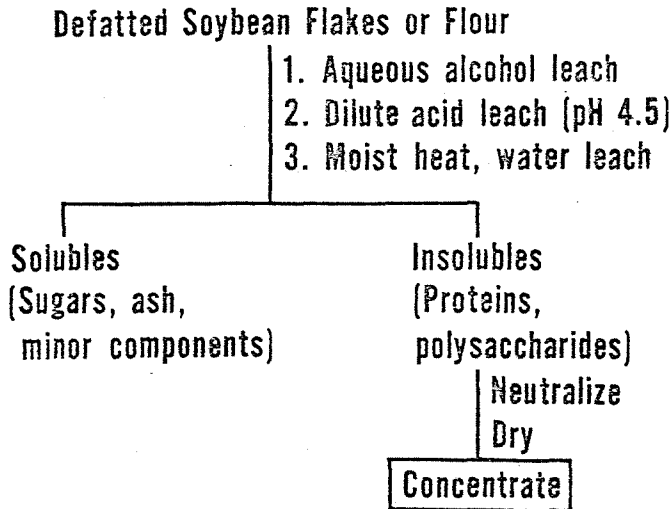 Defatted Soybean Flakes or Flour
1. Aqueous alcohol leach
2. Dilute acid leach (pH 4.5)
3. Moist heat, water leach
Solubles
(Sugars, ash,
minor components)
Insolubles
(Proteins,
polysaccharides)
Neutralize
Dry
Concentrate